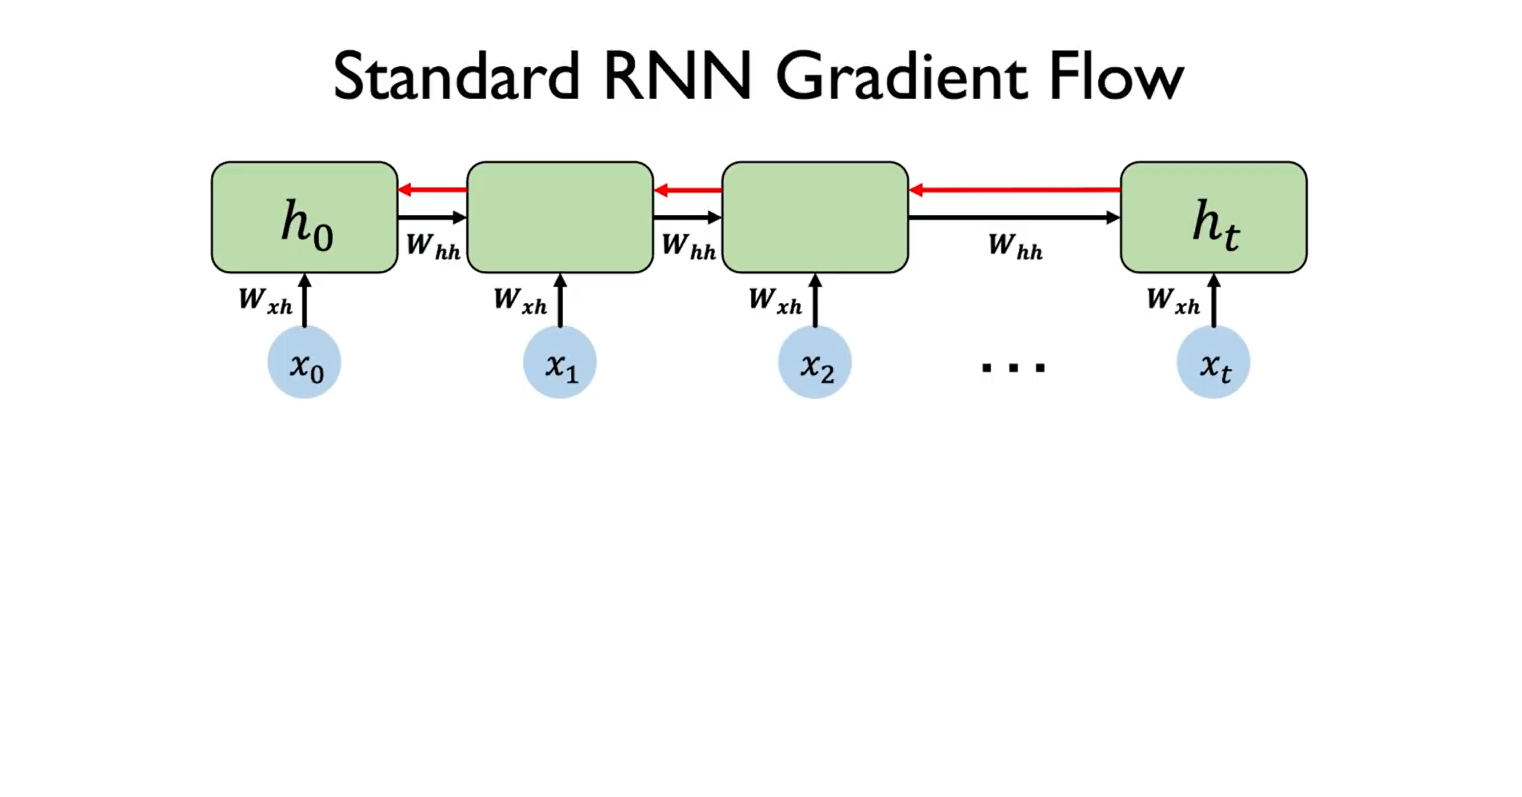 Standard RNN Gradient Flow
h₀ hₜ
Wₕₕ Wₕₕ Wₕₕ
Wₓₕ Wₓₕ Wₓₕ Wₓₕ
x₀ x₁ x₂ ... xₜ